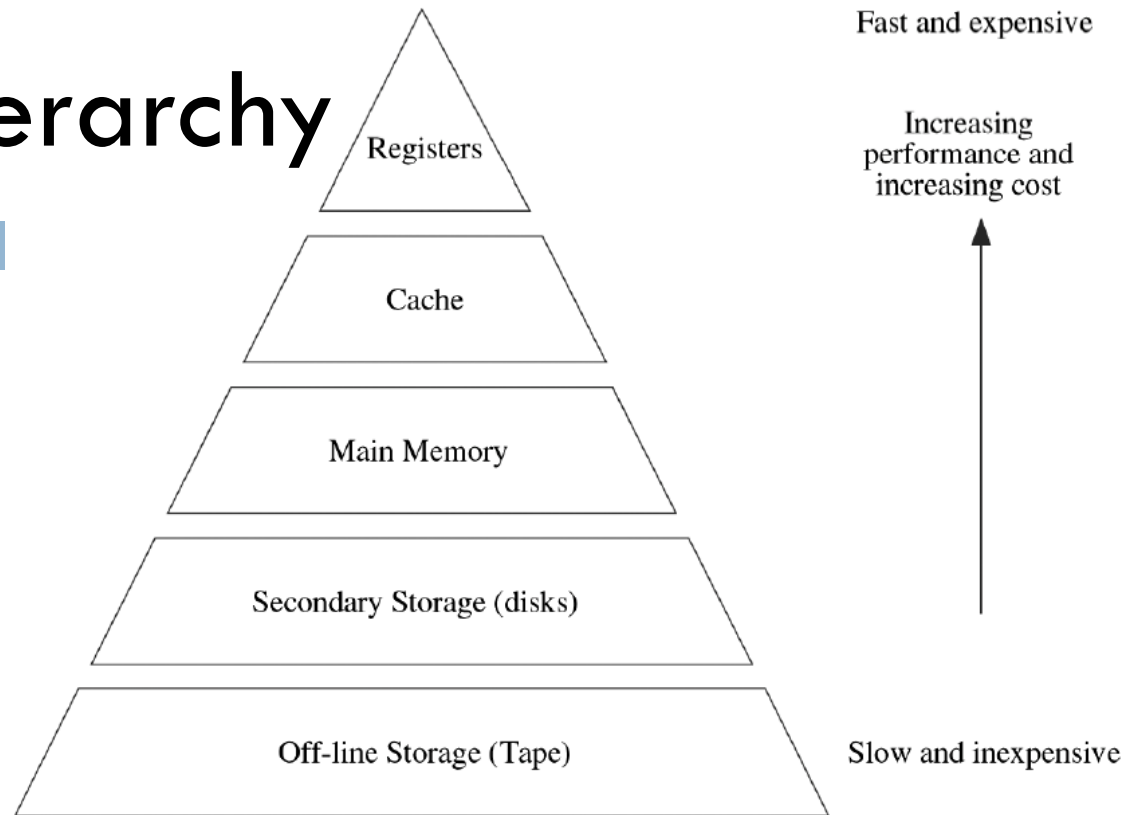 erarchy
Fast and expensive
Increasing
performance and
increasing cost
Registers
Cache
Main Memory
Secondary Storage (disks)
Off-line Storage (Tape)
Slow and inexpensive